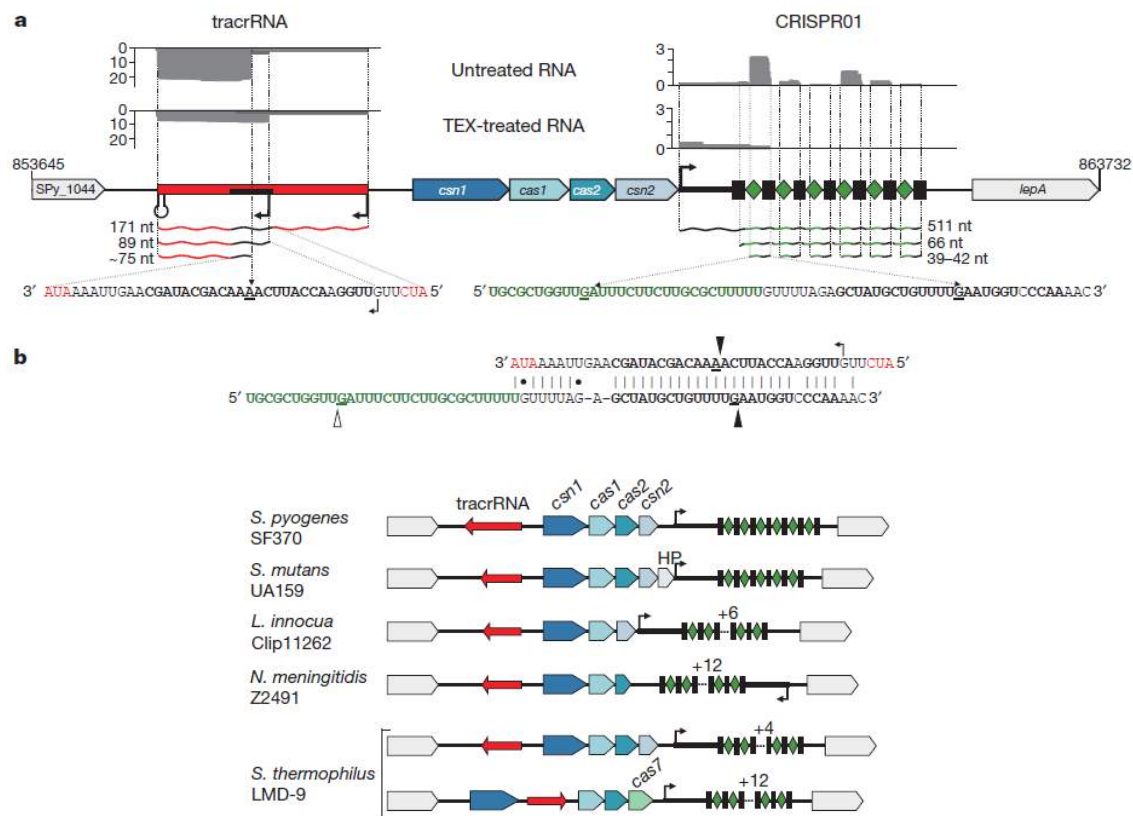 a
tracrRNA
CRISPR01
0
10
20
Untreated RNA
3
0
0
10
20
TEX-treated RNA
3
0
853645
863732
SPy_1044
csn1
cas1
cas2
csn2
lepA
171 nt
511 nt
89 nt
66 nt
~75 nt
39–42 nt
3′ AUAAAAUUGAACGAUACGACAAAACUUACCAAGGUUGUUCUA 5′
5′ UGCGCUGGUUGAUUUCUUCUUGCGCUUUUUGUUUUAGAGCUAUGCUGUUUUGAAUGGUCCCAAAAC 3′
b
3′ AUAAAAUUGAACGAUACGACAAAACUUACCAAGGUUGUUCUA 5′
5′ UGCGCUGGUUGAUUUCUUCUUGCGCUUUUUGUUUUAG–A–GCUAUGCUGUUUUGAAUGGUCCCAAAAC 3′
tracrRNA
csn1
cas1
cas2
csn2
S. pyogenes
SF370
HP
S. mutans
UA159
+6
L. innocua
Clip11262
+12
N. meningitidis
Z2491
+4
S. thermophilus
LMD-9
cas7
+12